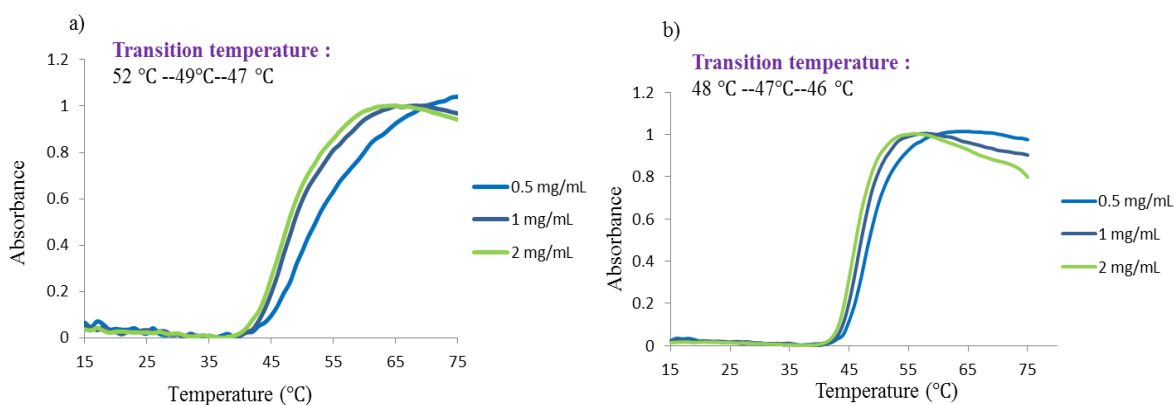 a)
Transition temperature :
52 °C --49°C--47 °C
1.2
1
0.8
0.6
0.4
0.2
0
Absorbance
15 25 35 45 55 65 75
Temperature (°C)
0.5 mg/mL
1 mg/mL
2 mg/mL
b)
Transition temperature :
48 °C --47°C--46 °C
1.2
1
0.8
0.6
0.4
0.2
0
Absorbance
15 25 35 45 55 65 75
Temperature (°C)
0.5 mg/mL
1 mg/mL
2 mg/mL